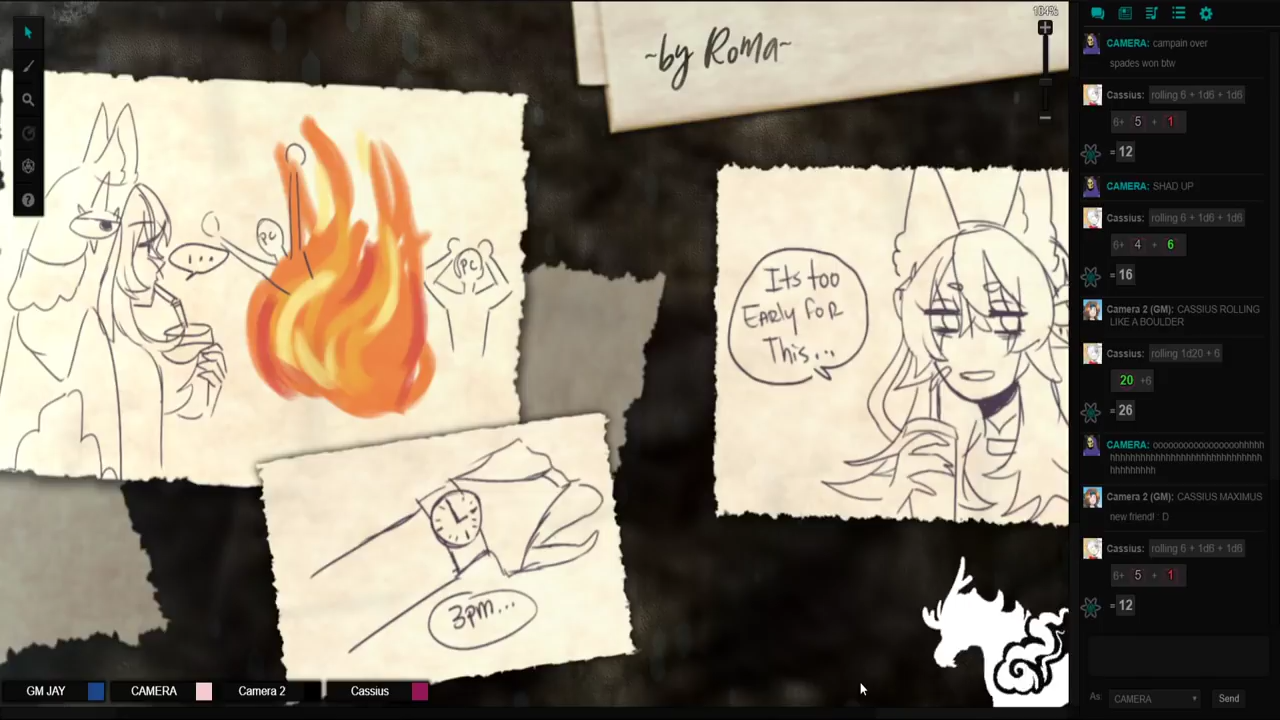 ~by Roma~
184%
...
PC
PC
Its too
Early for
This...
3pm...
GM JAY
CAMERA
Camera 2
Cassius
CAMERA: campain over
spades won btw
Cassius: rolling 6 + 1d6 + 1d6
6+ 5 + 1
=12
CAMERA: SHAD UP
Cassius: rolling 6 + 1d6 + 1d6
6+ 4 + 6
=16
Camera 2 (GM): CASSIUS ROLLING
LIKE A BOULDER
Cassius: rolling 1d20 + 6
20 +6
=26
CAMERA: ooooooooooooooooohhhhh
hhhhhhhhhhhhhhhhhhhhhhhhhhhhhh
hhhhhhhhhh
Camera 2 (GM): CASSIUS MAXIMUS
new friend! : D
Cassius: rolling 6 + 1d6 + 1d6
6+ 5 + 1
=12
As: CAMERA
Send